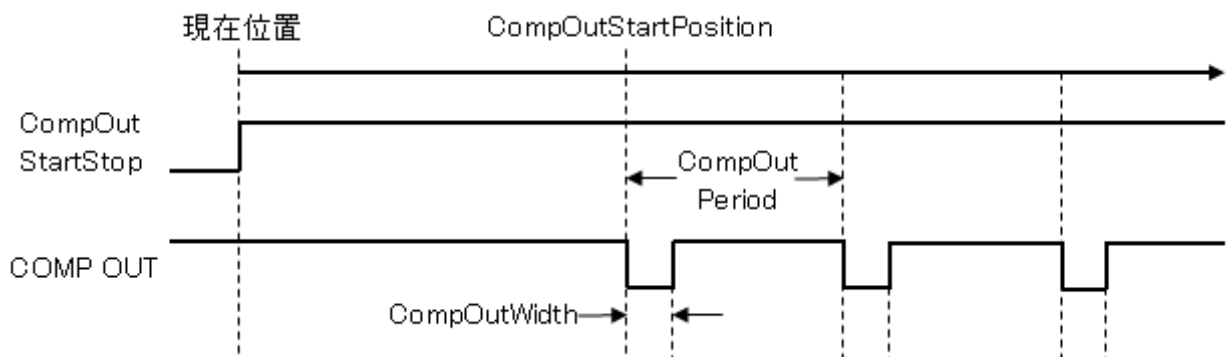 現在位置
CompOutStartPosition
CompOut
StartStop
CompOut
Period
COMP OUT
CompOutWidth